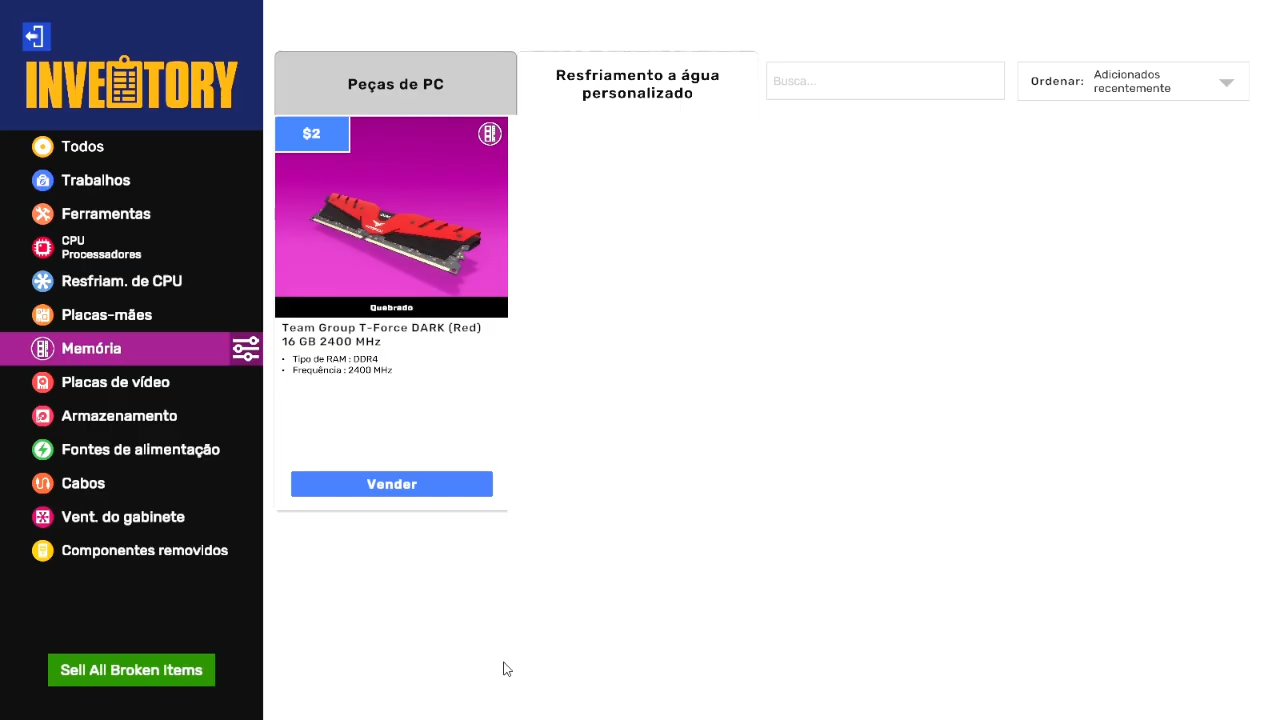 INVENTORY
Todos
Trabalhos
Ferramentas
CPU
Processadores
Resfriam. de CPU
Placas-mães
Memória
Placas de vídeo
Armazenamento
Fontes de alimentação
Cabos
Vent. do gabinete
Componentes removidos
Sell All Broken Items
Peças de PC
Resfriamento a água
personalizado
Busca...
Ordenar:
Adicionados
recentemente
$2
Quebrado
Team Group T-Force DARK (Red)
16 GB 2400 MHz
• Tipo de RAM : DDR4
• Frequência : 2400 MHz
Vender